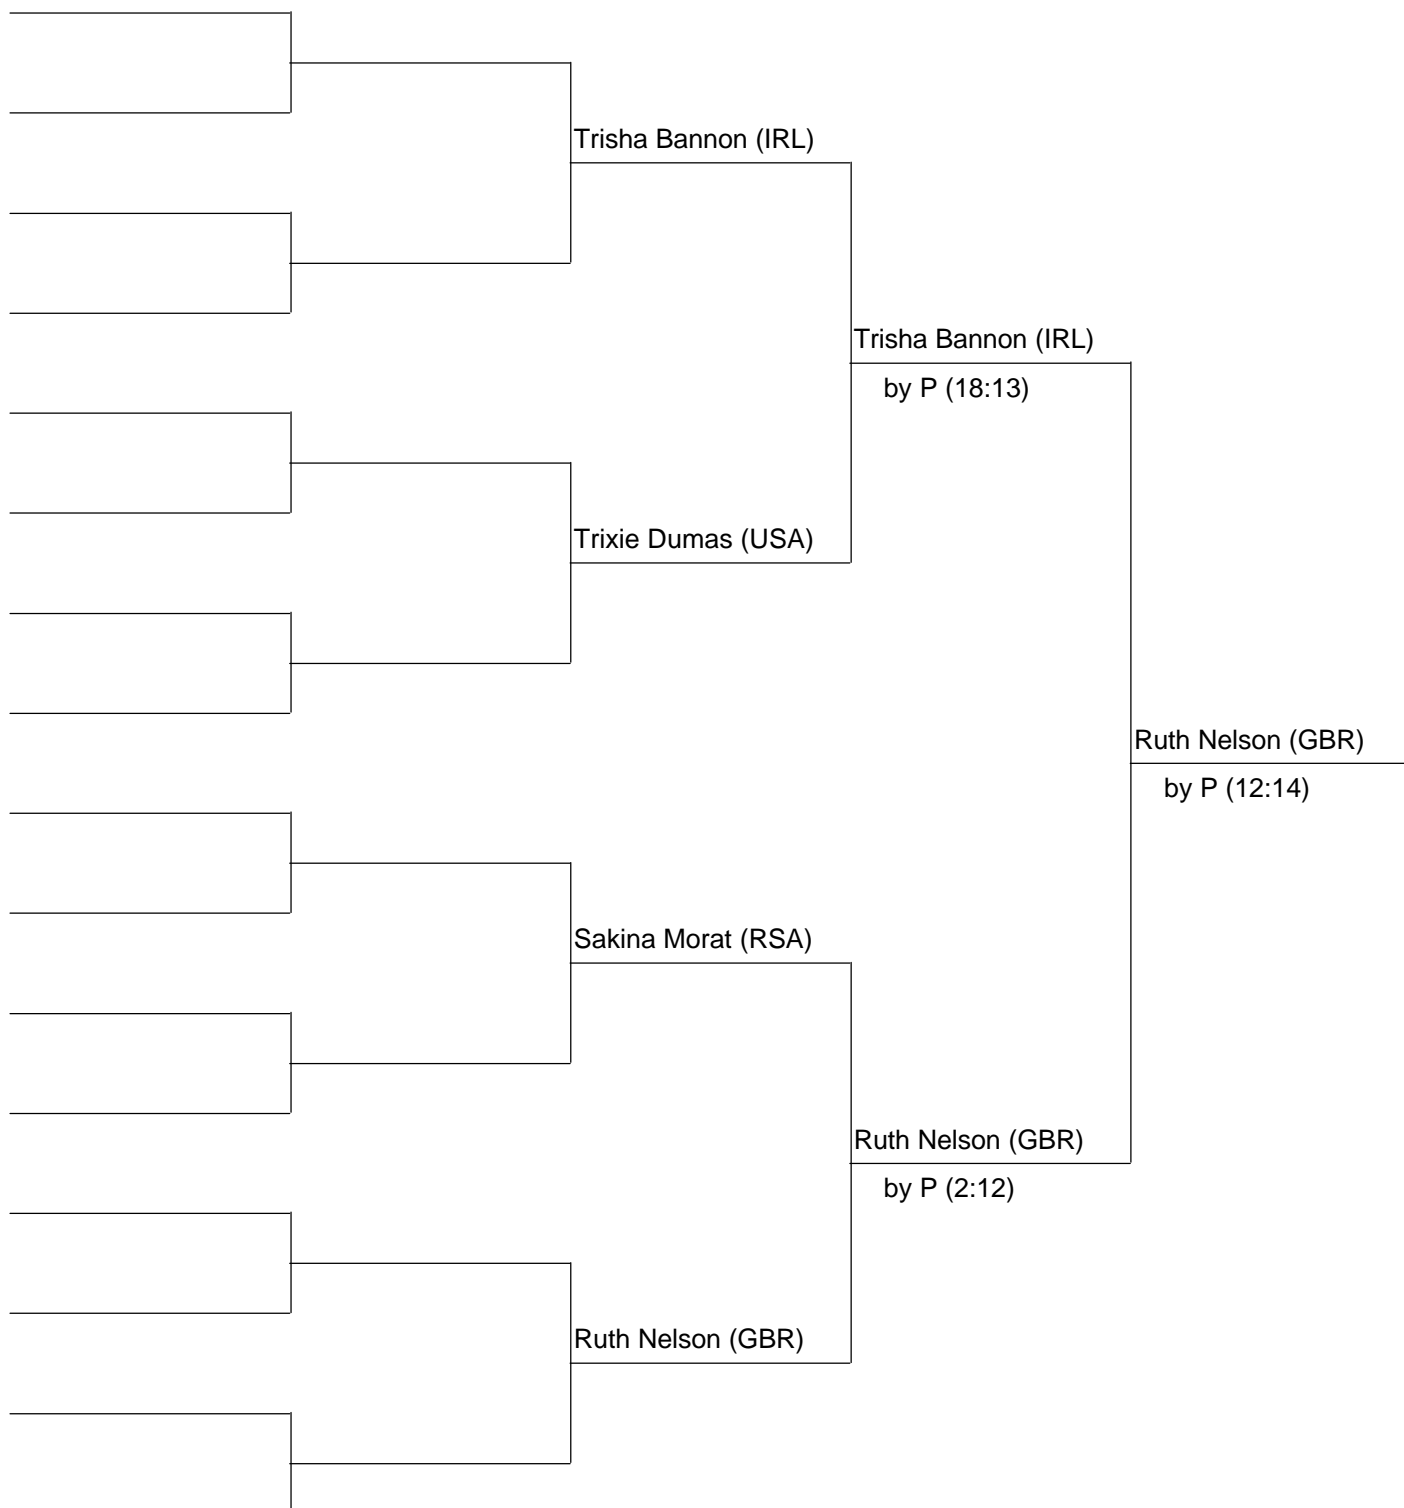 Trisha Bannon (IRL)
Trisha Bannon (IRL)
by P (18:13)
Trixie Dumas (USA)
Ruth Nelson (GBR)
by P (12:14)
Sakina Morat (RSA)
Ruth Nelson (GBR)
by P (2:12)
Ruth Nelson (GBR)